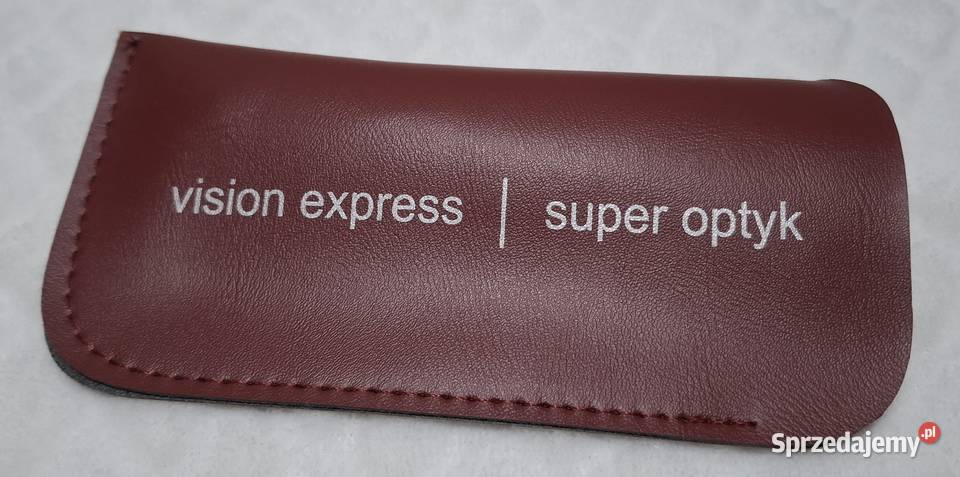 vision express | super optyk
Sprzedajemy.pl